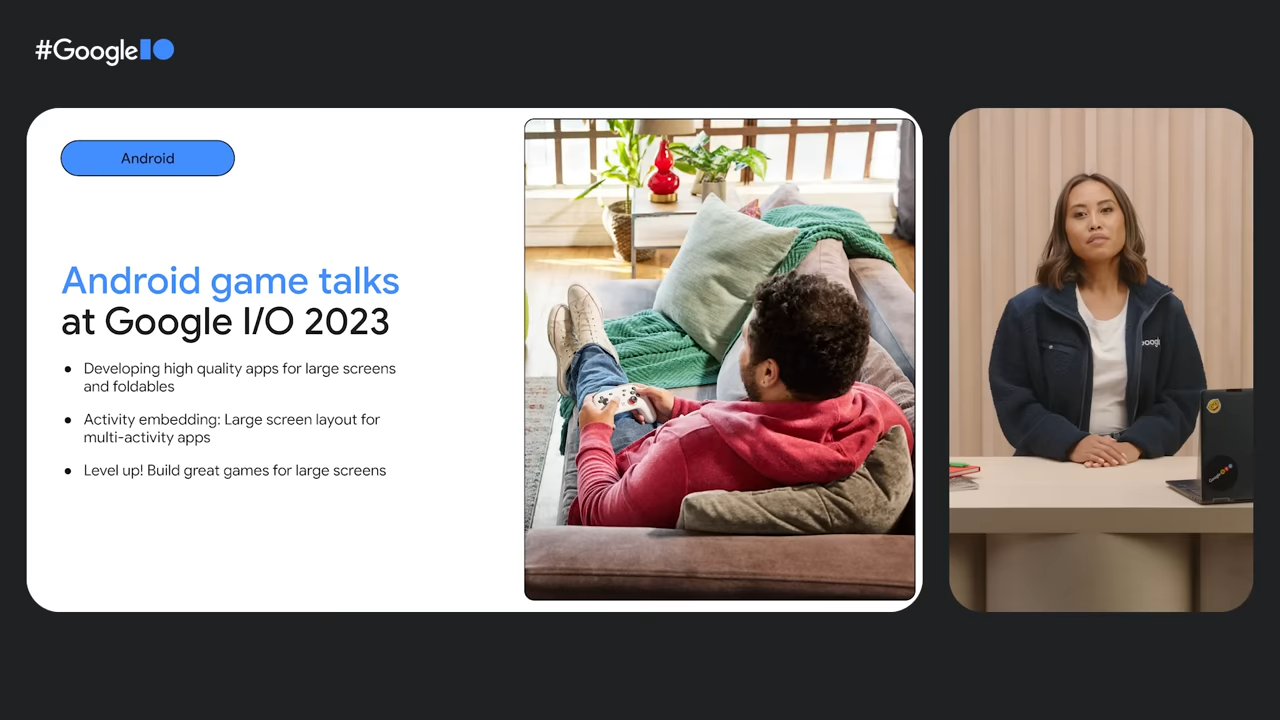 #GoogleIO
Android
Android game talks
at Google I/O 2023
● Developing high quality apps for large screens
and foldables
● Activity embedding: Large screen layout for
multi-activity apps
● Level up! Build great games for large screens
Google